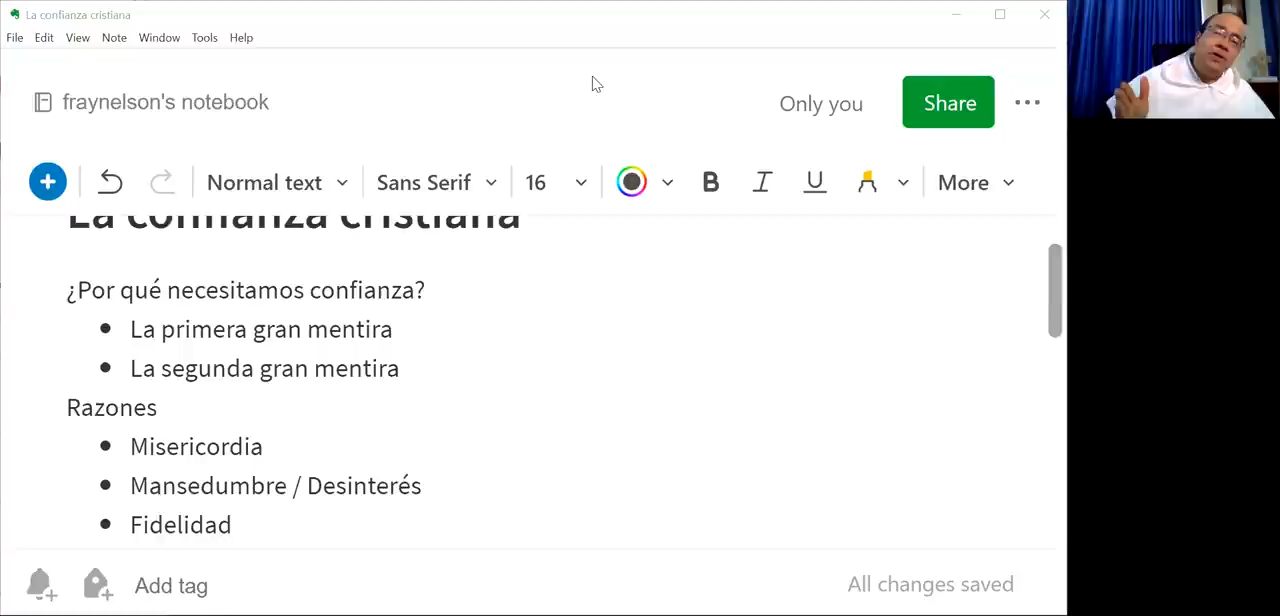 La confianza cristiana
File Edit View Note Window Tools Help
fraynelson's notebook
Only you
Share
Normal text
Sans Serif
16
B I U
More
La confianza cristiana
¿Por qué necesitamos confianza?
La primera gran mentira
La segunda gran mentira
Razones
Misericordia
Mansedumbre / Desinterés
Fidelidad
Add tag
All changes saved